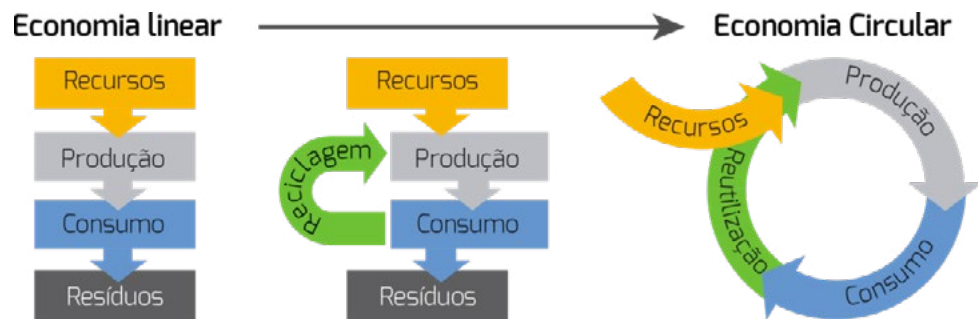 Economia linear
Economia Circular
Recursos
Produção
Consumo
Resíduos
Recursos
Reciclagem
Produção
Consumo
Resíduos
Recursos
Produção
Reutilização
Consumo